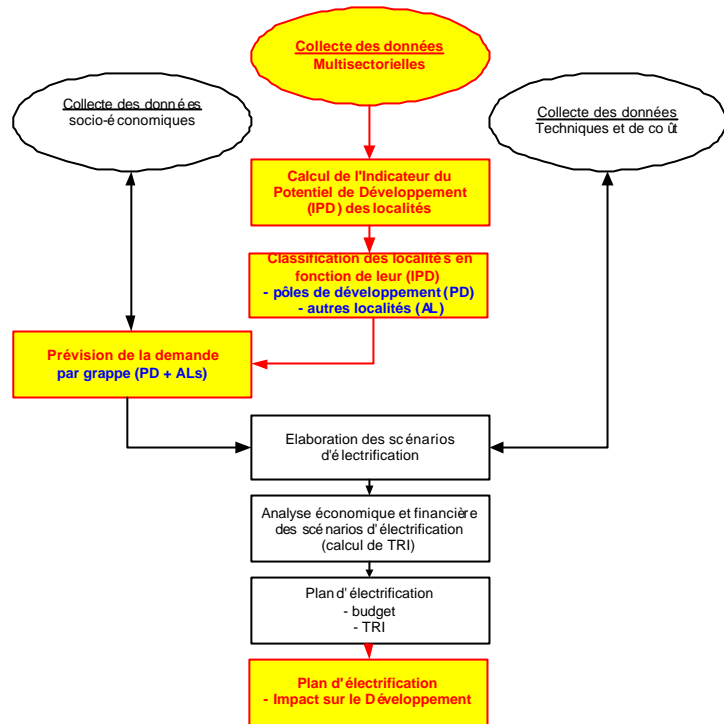 Collecte des données
Multisectorielles
Collecte des données
socio-économiques
Collecte des données
Techniques et de coût
Calcul de l'Indicateur du
Potentiel de Développement
(IPD) des localités
Classification des localités en
fonction de leur (IPD)
- pôles de développement (PD)
- autres localités (AL)
Prévision de la demande
par grappe (PD + ALs)
Elaboration des scénarios
d'électrification
Analyse économique et financière
des scénarios d'électrification
(calcul de TRI)
Plan d'électrification
- budget
- TRI
Plan d'électrification
- Impact sur le Développement